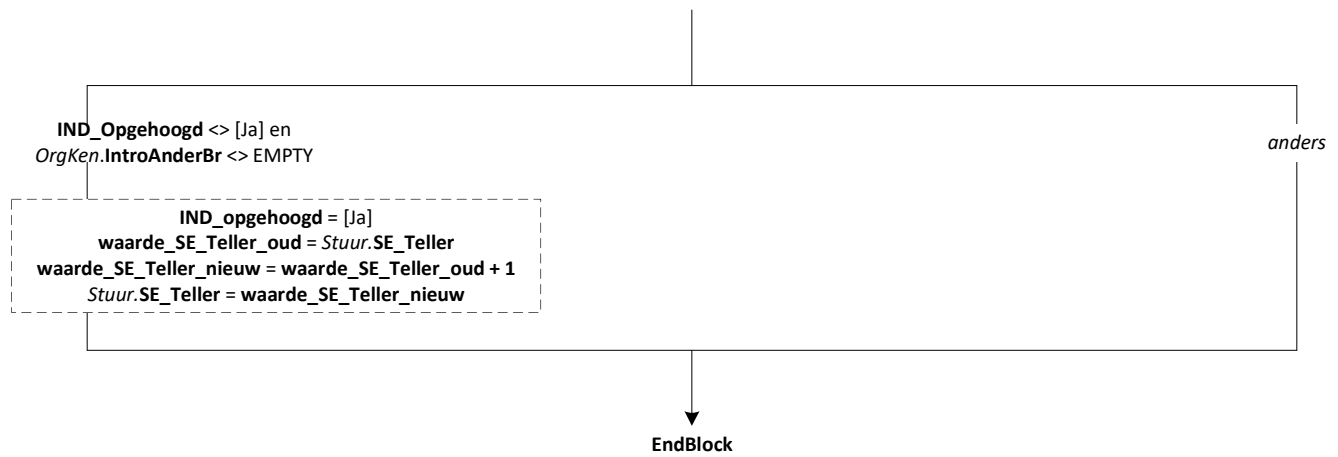 IND_Opgehoogd <> [Ja] en
OrgKen.IntroAnderBr <> EMPTY
anders
IND_opgehoogd = [Ja]
waarde_SE_Teller_oud = Stuur.SE_Teller
waarde_SE_Teller_nieuw = waarde_SE_Teller_oud + 1
Stuur.SE_Teller = waarde_SE_Teller_nieuw
EndBlock